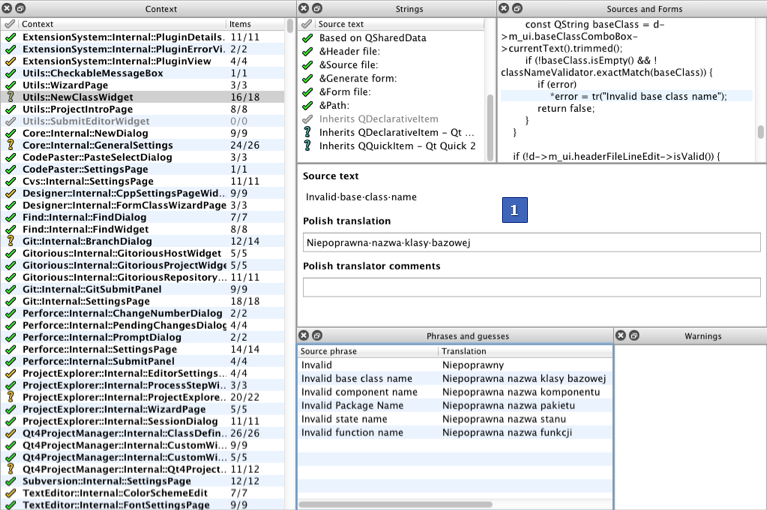 Context
Context Items
ExtensionSystem::Internal::PluginDetails... 11/11
ExtensionSystem::Internal::PluginErrorVi... 2/2
ExtensionSystem::Internal::PluginView 4/4
Utils::CheckableMessageBox 1/1
Utils::WizardPage 3/3
Utils::NewClassWidget 16/18
Utils::ProjectIntroPage 8/8
Utils::SubmitEditorWidget 0/0
Core::Internal::NewDialog 9/9
Core::Internal::GeneralSettings 24/26
CodePaster::PasteSelectDialog 3/3
CodePaster::SettingsPage 1/1
Cvs::Internal::SettingsPage 11/11
Designer::Internal::CppSettingsPageWid... 9/9
Designer::Internal::FormClassWizardPage 3/3
Find::Internal::FindDialog 7/7
Find::Internal::FindWidget 8/8
Git::Internal::BranchDialog 12/14
Gitorious::Internal::GitoriousHostWidget 5/5
Gitorious::Internal::GitoriousProjectWidge 5/5
Gitorious::Internal::GitoriousRepository... 11/11
Git::Internal::GitSubmitPanel 9/9
Git::Internal::SettingsPage 18/18
Perforce::Internal::ChangeNumberDialog 2/2
Perforce::Internal::PendingChangesDialog 4/4
Perforce::Internal::PromptDialog 2/2
Perforce::Internal::SettingsPage 14/14
Perforce::Internal::SubmitPanel 4/4
ProjectExplorer::Internal::EditorSettings... 4/4
ProjectExplorer::Internal::ProcessStepWi... 3/3
ProjectExplorer::Internal::ProjectExplore... 20/22
ProjectExplorer::Internal::WizardPage 5/5
ProjectExplorer::Internal::SessionDialog 11/11
Qt4ProjectManager::Internal::ClassDefin... 26/26
Qt4ProjectManager::Internal::CustomWi... 9/9
Qt4ProjectManager::Internal::CustomWi... 5/5
Qt4ProjectManager::Internal::Qt4Project... 11/12
Subversion::Internal::SettingsPage 12/12
TextEditor::Internal::ColorSchemeEdit 7/7
TextEditor::Internal::FontSettingsPage 9/9
Strings
Source text
Based on QSharedData
&Header file:
&Source file:
&Generate form:
&Form file:
&Path:
Inherits QDeclarativeItem - Qt ...
Inherits QDeclarativeItem - Qt ...
Inherits QQuickItem - Qt Quick 2
Sources and Forms
const QString baseClass = d-
>m_ui.baseClassComboBox-
>currentText().trimmed();
if (!baseClass.isEmpty() && !
classNameValidator.exactMatch(baseClass)) {
if (error)
*error = tr("Invalid base class name");
return false;
}
}
if (!d->m_ui.headerFileLineEdit->isValid()) {
Source text
Invalid·base·class·name
1
Polish translation
Niepoprawna·nazwa·klasy·bazowej
Polish translator comments
Phrases and guesses
Source phrase Translation
Invalid Niepoprawny
Invalid base class name Niepoprawna nazwa klasy bazowej
Invalid component name Niepoprawna nazwa komponentu
Invalid Package Name Niepoprawna nazwa pakietu
Invalid state name Niepoprawna nazwa stanu
Invalid function name Niepoprawna nazwa funkcji
Warnings